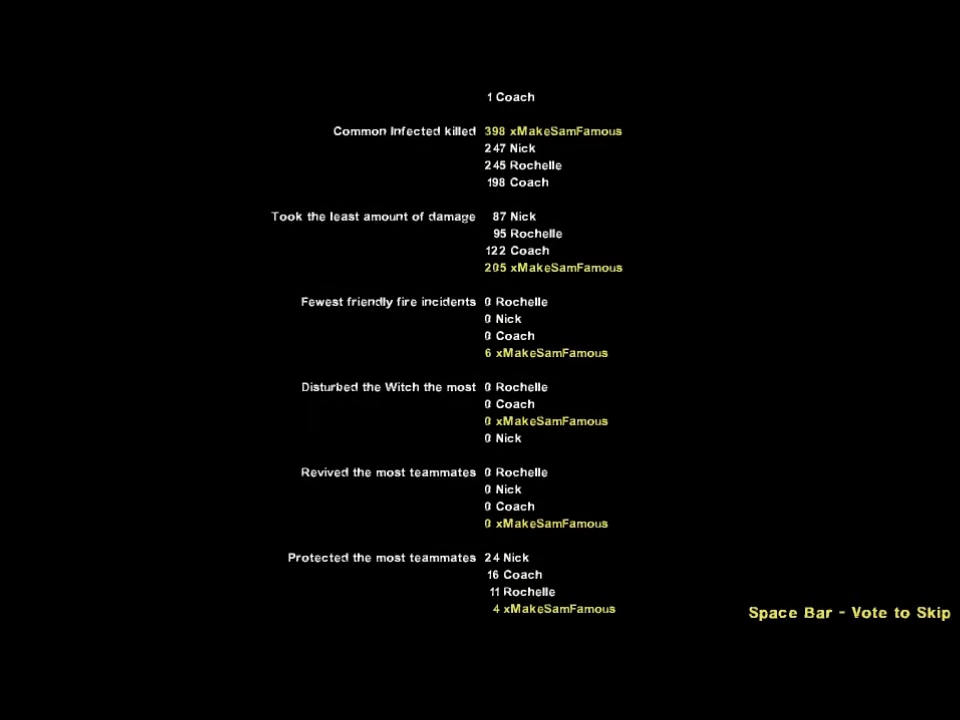 1 Coach
Common Infected killed 398 xMakeSamFamous
247 Nick
245 Rochelle
198 Coach
Took the least amount of damage 87 Nick
95 Rochelle
122 Coach
205 xMakeSamFamous
Fewest friendly fire incidents 0 Rochelle
0 Nick
0 Coach
6 xMakeSamFamous
Disturbed the Witch the most 0 Rochelle
0 Coach
0 xMakeSamFamous
0 Nick
Revived the most teammates 0 Rochelle
0 Nick
0 Coach
0 xMakeSamFamous
Protected the most teammates 24 Nick
16 Coach
11 Rochelle
4 xMakeSamFamous
Space Bar - Vote to Skip